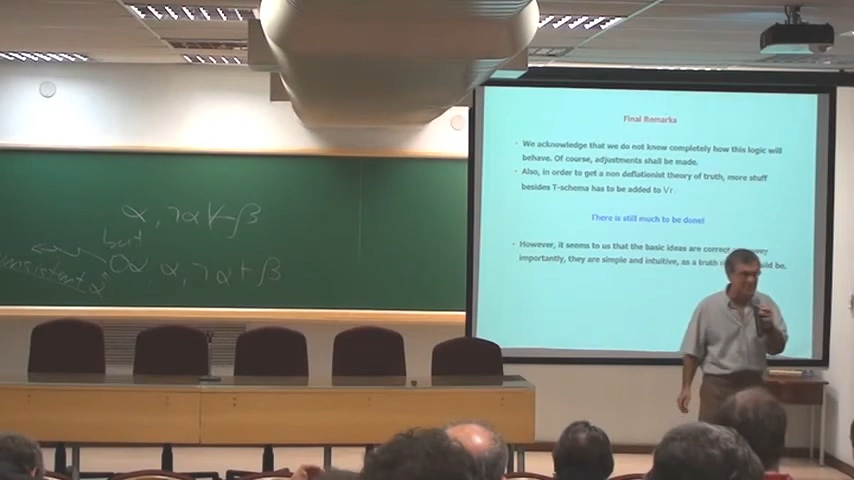 α, ¬α ⊬ β
but
○α, α, ¬α ⊢ β
Final Remarks
· We acknowledge that we do not know completely how this logic will
behave. Of course, adjustments shall be made.
· Also, in order to get a non deflationist theory of truth, more stuff
besides T-schema has to be added to Vr.
There is still much to be done!
· However, it seems to us that the basic ideas are correct
importantly, they are simple and intuitive, as a truth be.